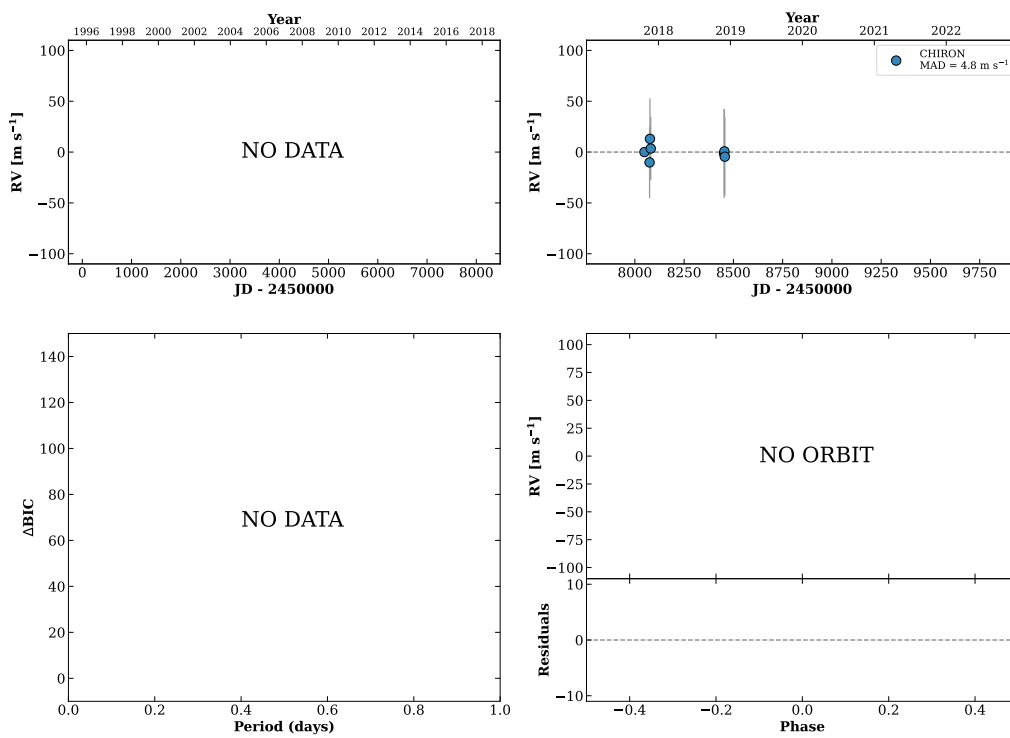 Year
1996 1998 2000 2002 2004 2006 2008 2010 2012 2014 2016 2018
RV [m s⁻¹]
100
50
0
−50
−100
NO DATA
0 1000 2000 3000 4000 5000 6000 7000 8000
JD - 2450000
Year
2018 2019 2020 2021 2022
RV [m s⁻¹]
100
50
0
−50
−100
CHIRON
MAD = 4.8 m s⁻¹
8000 8250 8500 8750 9000 9250 9500 9750
JD - 2450000
ΔBIC
140
120
100
80
60
40
20
0
NO DATA
0.0 0.2 0.4 0.6 0.8 1.0
Period (days)
RV [m s⁻¹]
100
75
50
25
0
−25
−50
−75
−100
NO ORBIT
Residuals
10
0
−10
−0.4 −0.2 0.0 0.2 0.4
Phase